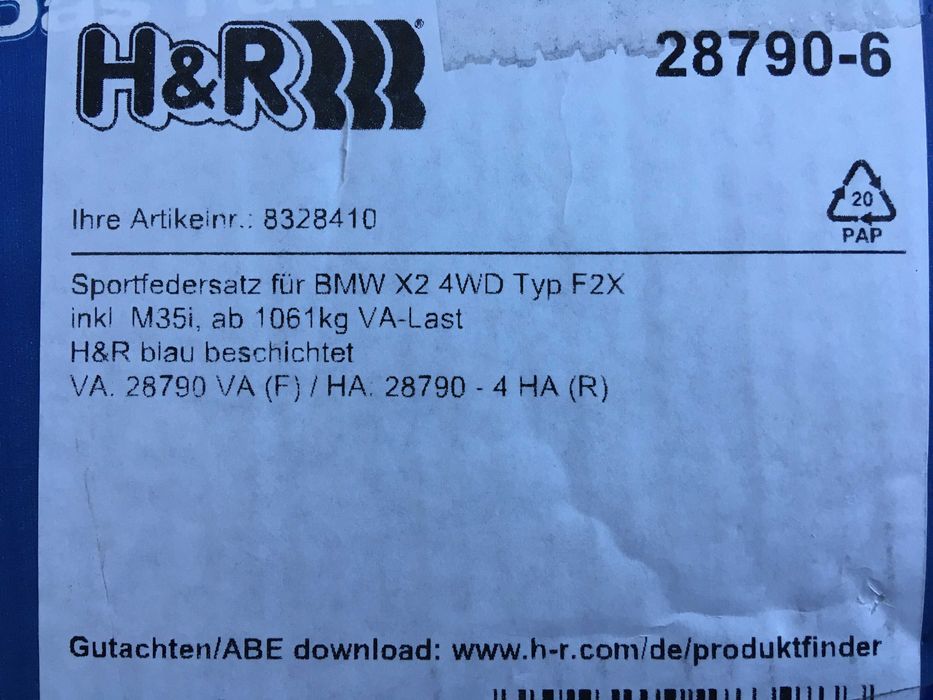 H&R®
28790-6
Ihre Artikelnr.: 8328410
20
PAP
Sportfedersatz für BMW X2 4WD Typ F2X
inkl M35i, ab 1061kg VA-Last
H&R blau beschichtet
VA. 28790 VA (F) / HA. 28790 - 4 HA (R)
Gutachten/ABE download: www.h-r.com/de/produktfinder